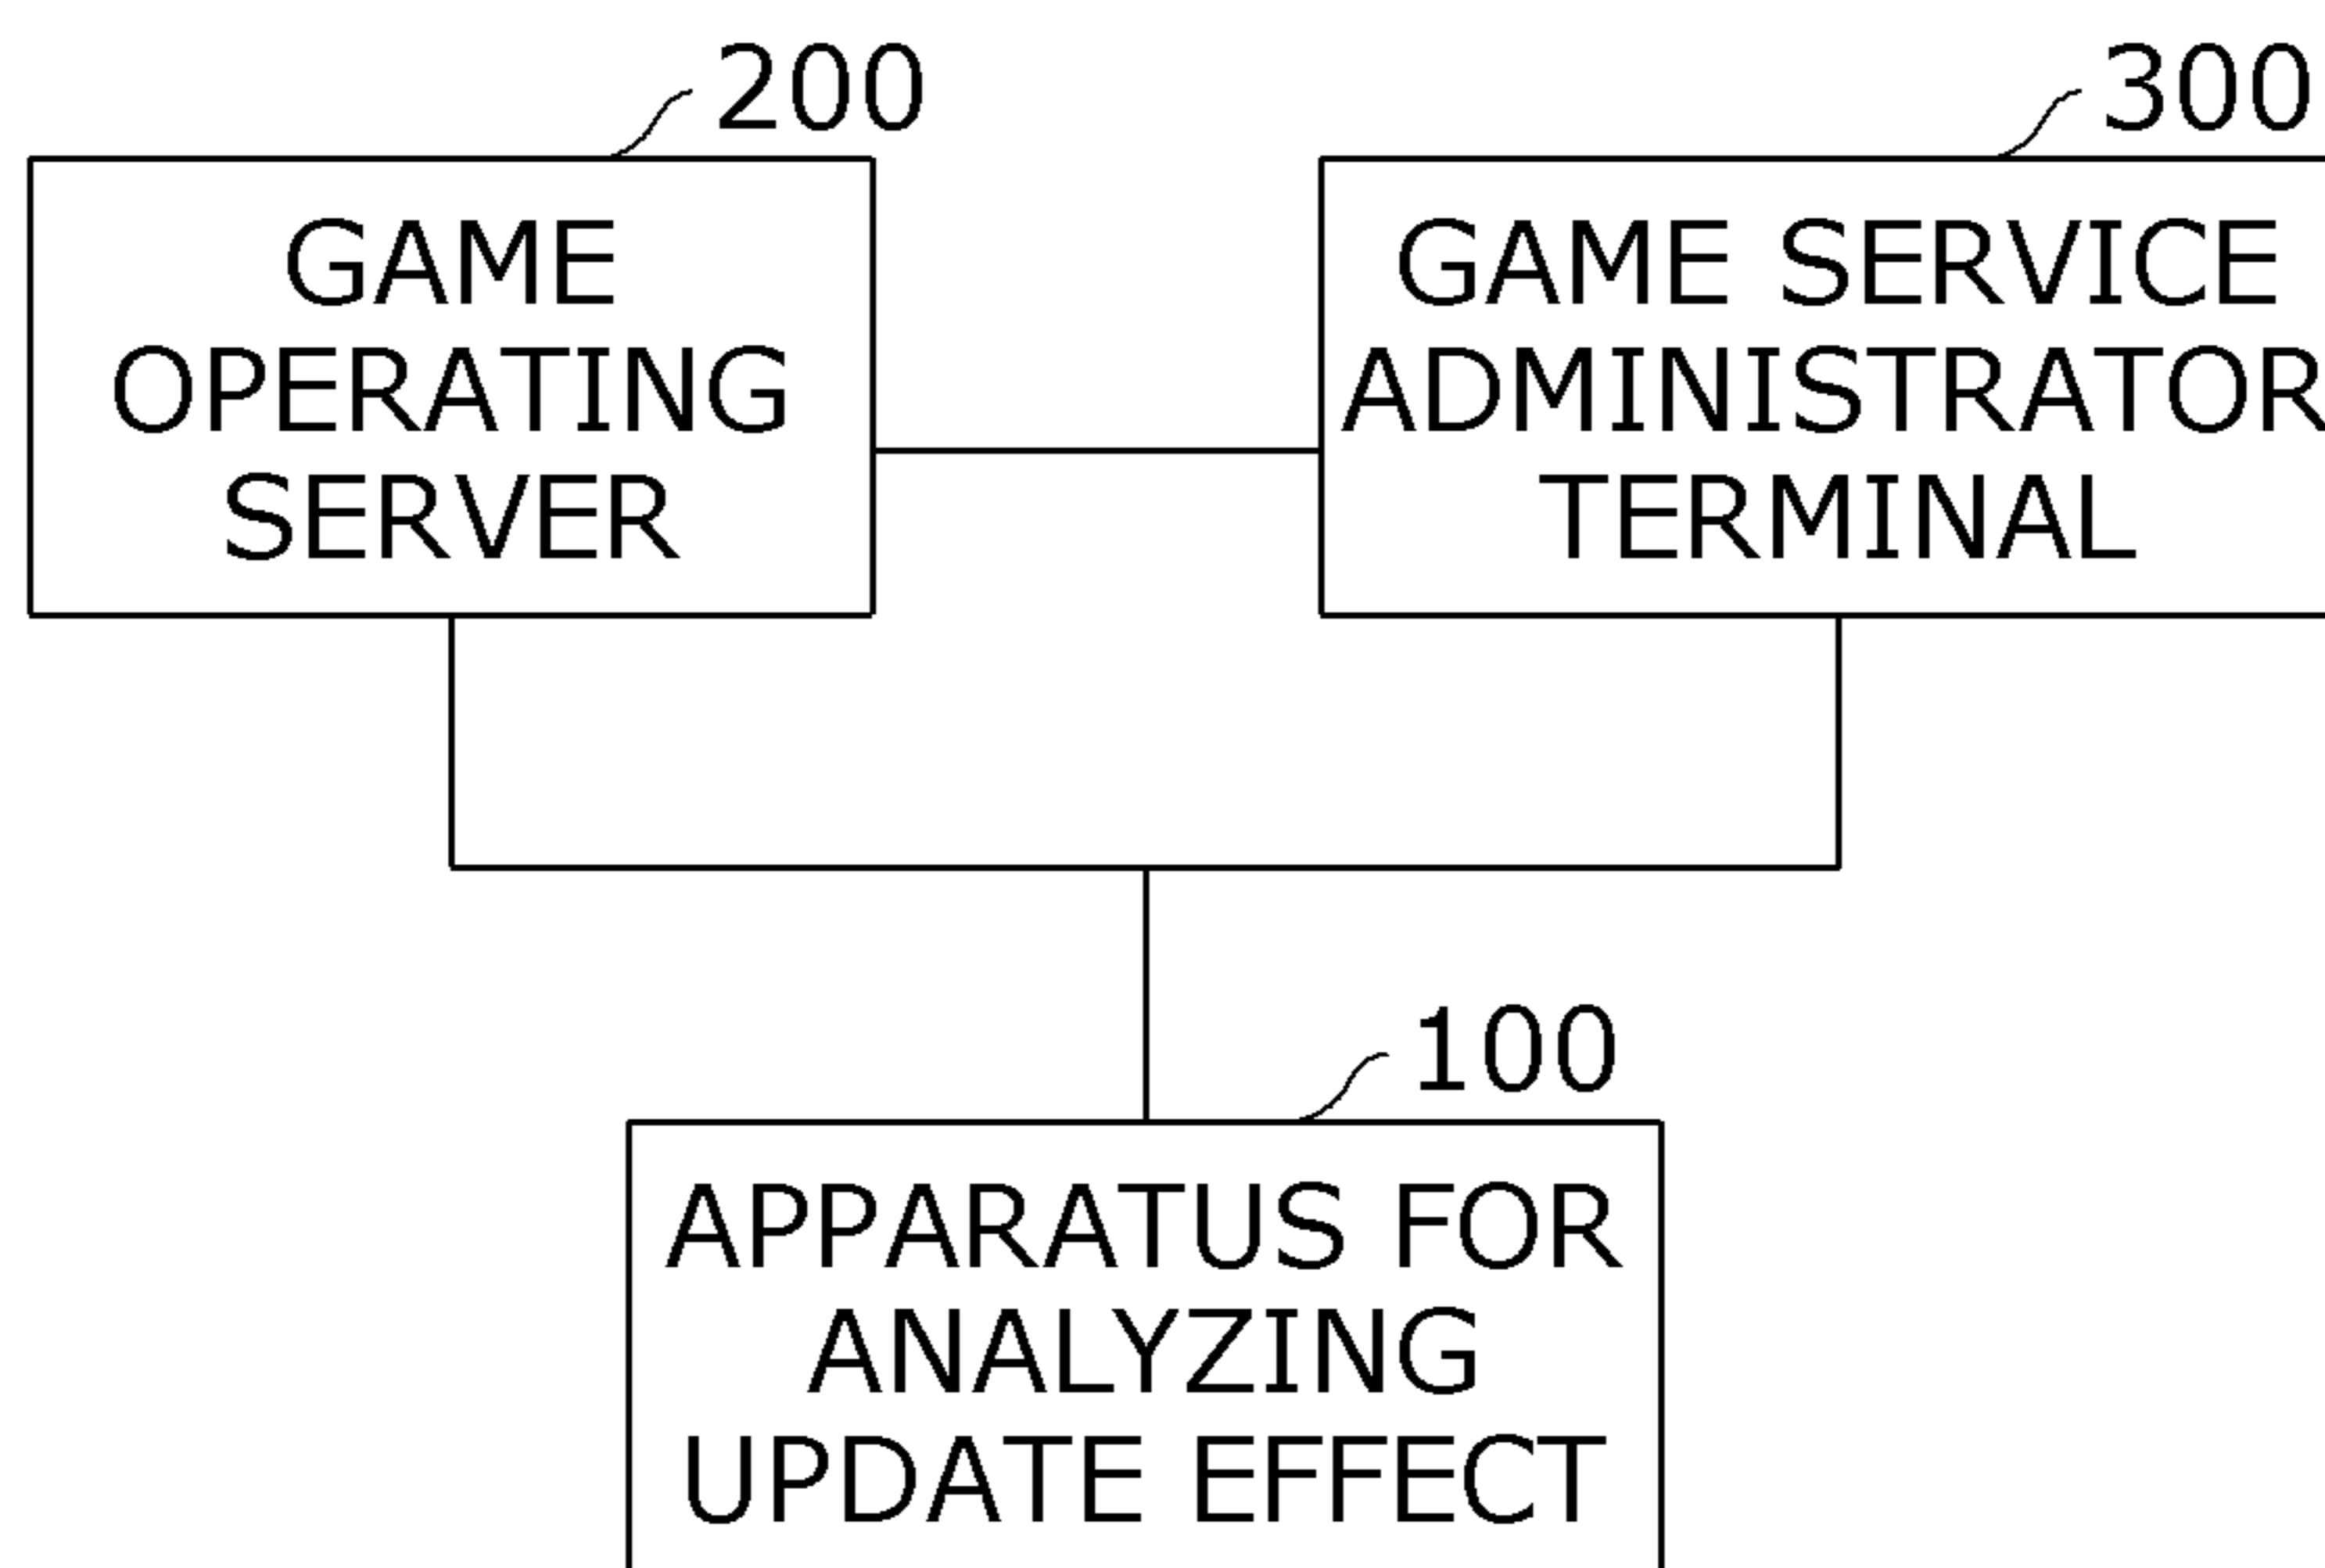 200
GAME
OPERATING
SERVER
300
GAME SERVICE
ADMINISTRATOR
TERMINAL
100
APPARATUS FOR
ANALYZING
UPDATE EFFECT